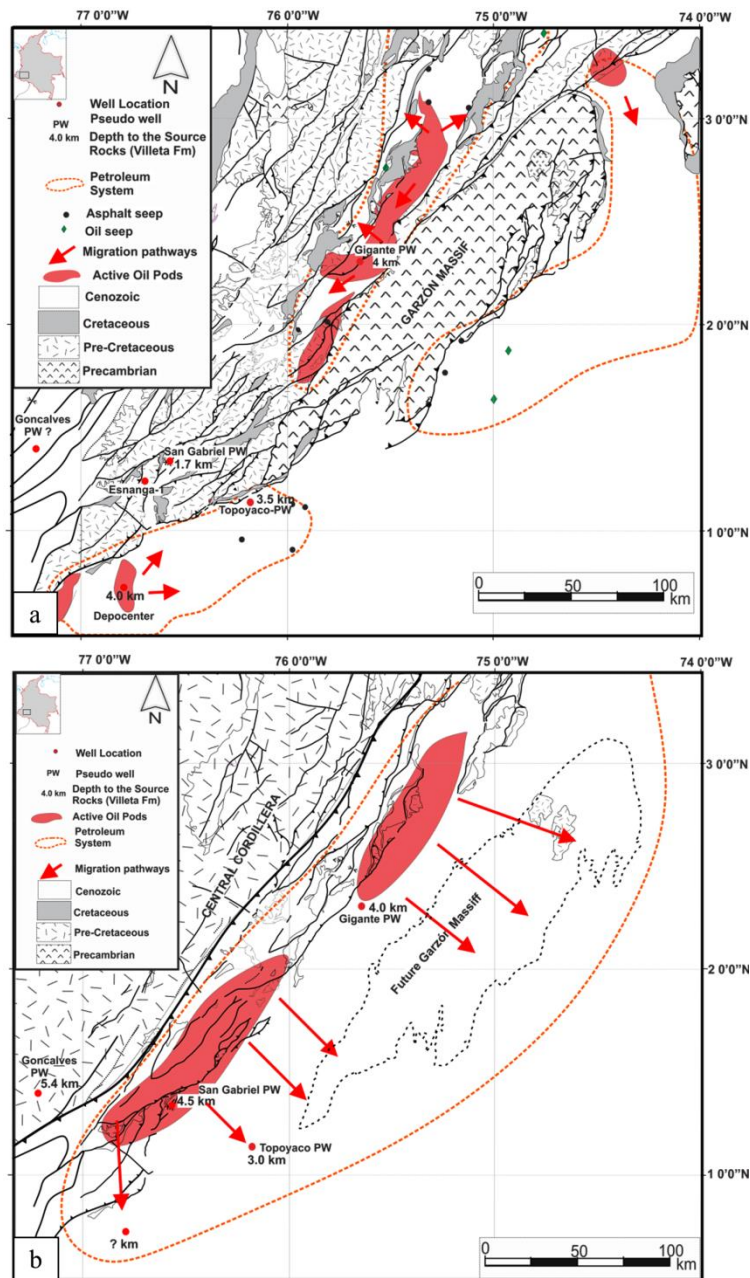 77 0'0''W
76 0'0''W
75 0'0''W
74 0'0''W
a
N
Well Location
PW Pseudo well
4.0 km Depth to the Source
Rocks (Villeta Fm)
Petroleum
System
Asphalt seep
Oil seep
Migration pathways
Active Oil Pods
Cenozoic
Cretaceous
Pre-Cretaceous
Precambrian
3 0'0''N
Gigante PW
4 km
GARZÓN MASSIF
2 0'0''N
Goncalves
PW ?
San Gabriel PW
1.7 km
Esnanga-1
3.5 km
Topoyaco-PW
1 0'0''N
4.0 km
Depocenter
0 50 100
km
a
77 0'0''W
76 0'0''W
75 0'0''W
74 0'0''W
N
Well Location
PW Pseudo well
4.0 km Depth to the Source
Rocks (Villeta Fm)
Active Oil Pods
Petroleum
System
Migration pathways
Cenozoic
Cretaceous
Pre-Cretaceous
Precambrian
CENTRAL CORDILLERA
3 0'0''N
4.0 km
Gigante PW
Future Garzón Massiff
2 0'0''N
Goncalves
PW
5.4 km
San Gabriel PW
4.5 km
Topoyaco PW
3.0 km
1 0'0''N
? km
0 50 100
km
b